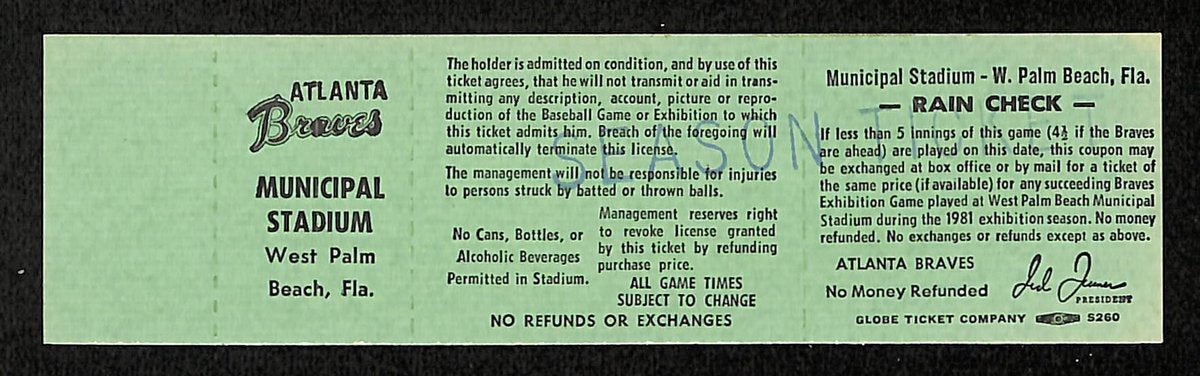 ATLANTA
Braves
MUNICIPAL
STADIUM
West Palm
Beach, Fla.
The holder is admitted on condition, and by use of this
ticket agrees, that he will not transmit or aid in trans-
mitting any description, account, picture or repro-
duction of the Baseball Game or Exhibition to which
this ticket admits him. Breach of the foregoing will
automatically terminate this license.
The management will not be responsible for injuries
to persons struck by batted or thrown balls.
No Cans, Bottles, or
Alcoholic Beverages
Permitted in Stadium.
Management reserves right
to revoke license granted
by this ticket by refunding
purchase price.
ALL GAME TIMES
SUBJECT TO CHANGE
NO REFUNDS OR EXCHANGES
SEASON TICKET
Municipal Stadium - W. Palm Beach, Fla.
— RAIN CHECK —
If less than 5 innings of this game (4½ if the Braves
are ahead) are played on this date, this coupon may
be exchanged at box office or by mail for a ticket of
the same price (if available) for any succeeding Braves
Exhibition Game played at West Palm Beach Municipal
Stadium during the 1981 exhibition season. No money
refunded. No exchanges or refunds except as above.
ATLANTA BRAVES
No Money Refunded
Ted Turner
PRESIDENT
GLOBE TICKET COMPANY S260